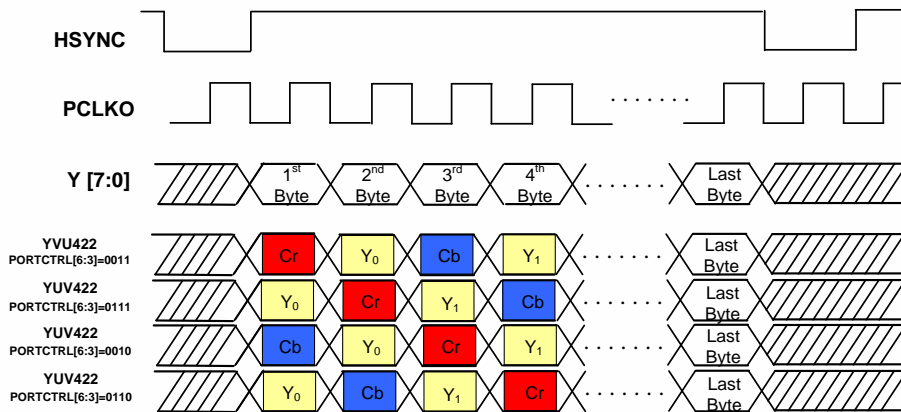 HSYNC
PCLKO
· · · · · · ·
Y [7:0]
1st Byte 2nd Byte 3rd Byte 4th Byte · · · · · · · Last Byte
YVU422
PORTCTRL[6:3]=0011
Cr Y0 Cb Y1 · · · · · · · Last Byte
YUV422
PORTCTRL[6:3]=0111
Y0 Cr Y1 Cb · · · · · · · Last Byte
YUV422
PORTCTRL[6:3]=0010
Cb Y0 Cr Y1 · · · · · · · Last Byte
YUV422
PORTCTRL[6:3]=0110
Y0 Cb Y1 Cr · · · · · · · Last Byte